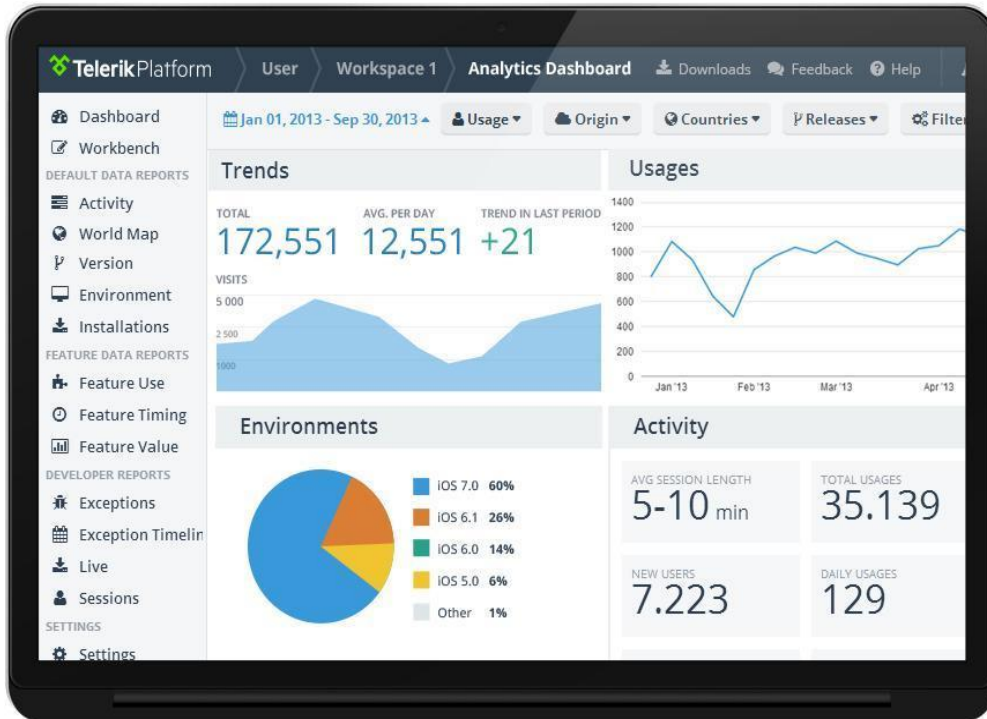 Telerik Platform
User
Workspace 1
Analytics Dashboard
Downloads
Feedback
Help
Dashboard
Workbench
DEFAULT DATA REPORTS
Activity
World Map
Version
Environment
Installations
FEATURE DATA REPORTS
Feature Use
Feature Timing
Feature Value
DEVELOPER REPORTS
Exceptions
Exception Timelin
Live
Sessions
SETTINGS
Settings
Jan 01, 2013 - Sep 30, 2013
Usage
Origin
Countries
Releases
Filter
Trends
TOTAL
172,551
AVG. PER DAY
12,551
TREND IN LAST PERIOD
+21
VISITS
5 000
2 500
1000
Usages
1400
1200
1000
800
600
400
200
0
Jan '13
Feb '13
Mar '13
Apr '13
Environments
iOS 7.0 60%
iOS 6.1 26%
iOS 6.0 14%
iOS 5.0 6%
Other 1%
Activity
AVG SESSION LENGTH
5-10 min
TOTAL USAGES
35.139
NEW USERS
7.223
DAILY USAGES
129